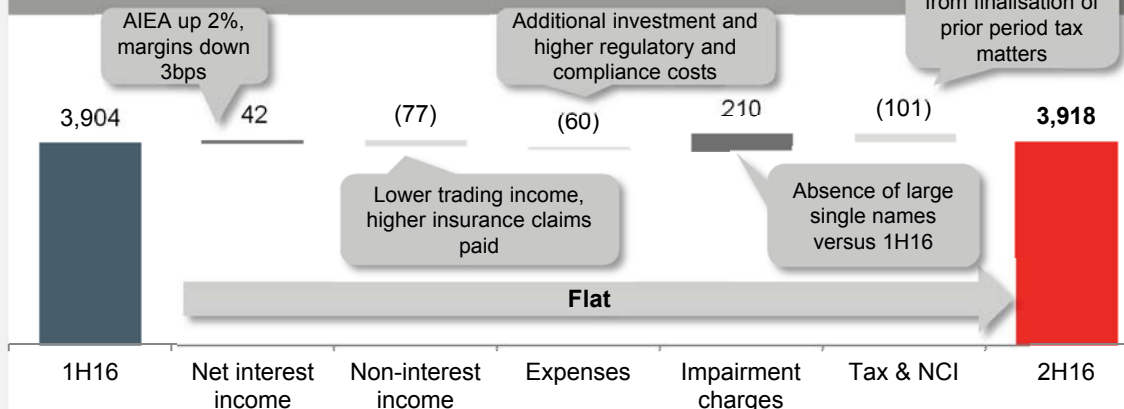 from finalisation of
prior period tax
matters
AIEA up 2%,
margins down
3bps
Additional investment and
higher regulatory and
compliance costs
3,904
42
(77)
(60)
210
(101)
3,918
Lower trading income,
higher insurance claims
paid
Absence of large
single names
versus 1H16
Flat
1H16
Net interest
income
Non-interest
income
Expenses
Impairment
charges
Tax & NCI
2H16